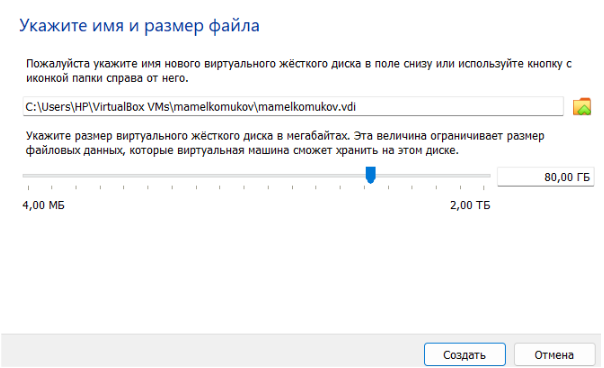 Укажите имя и размер файла
Пожалуйста укажите имя нового виртуального жёсткого диска в поле снизу или используйте кнопку с
иконкой папки справа от него.
C:\Users\HP\VirtualBox VMs\mamelkomukov\mamelkomukov.vdi
Укажите размер виртуального жёсткого диска в мегабайтах. Эта величина ограничивает размер
файловых данных, которые виртуальная машина сможет хранить на этом диске.
80,00 ГБ
4,00 МБ 2,00 ТБ
Создать Отмена